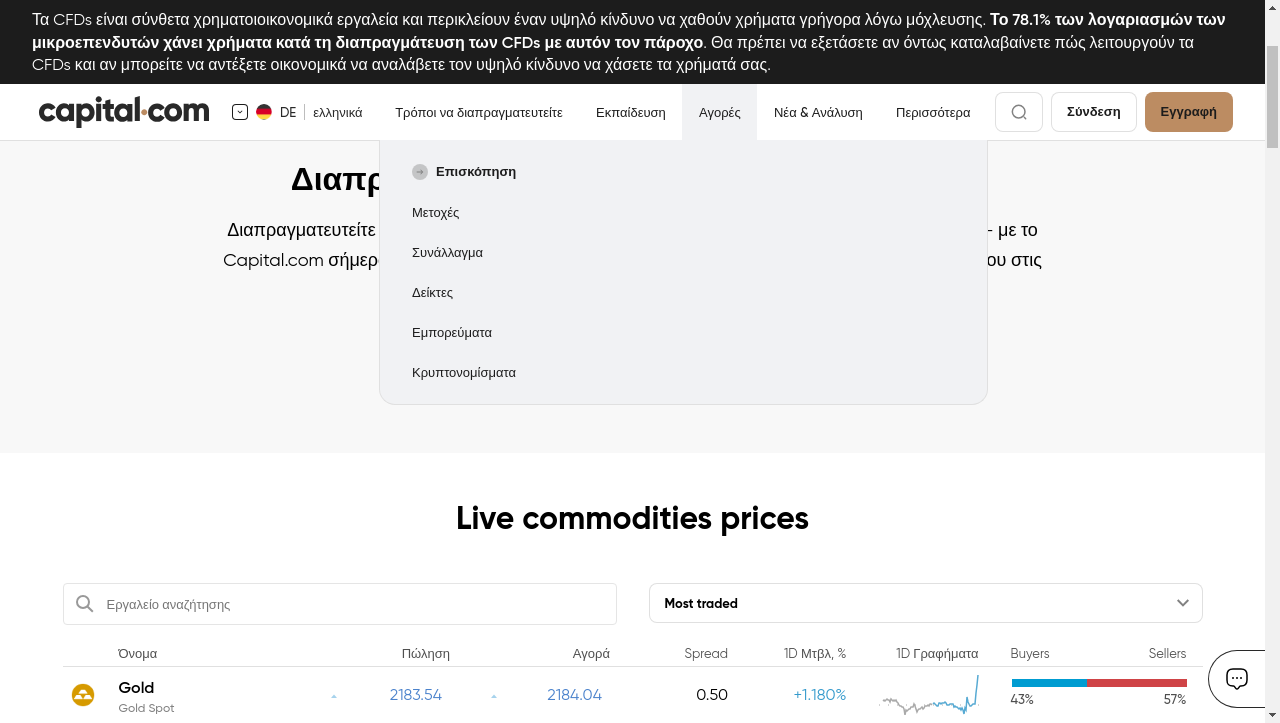 Τα CFDs είναι σύνθετα χρηματοιοικονομικά εργαλεία και περικλείουν έναν υψηλό κίνδυνο να χαθούν χρήματα γρήγορα λόγω μόχλευσης. Το 78.1% των λογαριασμών των
μικροεπενδυτών χάνει χρήματα κατά τη διαπραγμάτευση των CFDs με αυτόν τον πάροχο. Θα πρέπει να εξετάσετε αν όντως καταλαβαίνετε πώς λειτουργούν τα
CFDs και αν μπορείτε να αντέξετε οικονομικά να αναλάβετε τον υψηλό κίνδυνο να χάσετε τα χρήματά σας.
capital.com DE ελληνικά Τρόποι να διαπραγματευτείτε Εκπαίδευση Αγορές Νέα & Ανάλυση Περισσότερα Σύνδεση Εγγραφή
Επισκόπηση
Διαπρ
Μετοχές
Διαπραγματευτείτε - με το
Συνάλλαγμα
Capital.com σήμερ ου στις
Δείκτες
Εμπορεύματα
Κρυπτονομίσματα
Live commodities prices
Εργαλείο αναζήτησης Most traded
Όνομα Πώληση Αγορά Spread 1D Μτβλ, % 1D Γραφήματα Buyers Sellers
Gold 2183.54 2184.04 0.50 +1.180%
Gold Spot 43% 57%